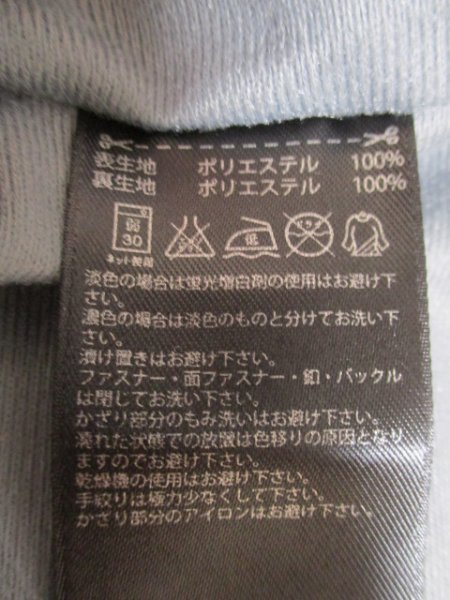 表生地 ポリエステル 100%
裏生地 ポリエステル 100%
弱
30
低
ネット使用
淡色の場合は蛍光増白剤の使用はお避け下
さい。
濃色の場合は淡色のものと分けてお洗い下
さい。
漬け置きはお避け下さい。
ファスナー・面ファスナー・釦・バックル
は閉じてお洗い下さい。
かざり部分のもみ洗いはお避け下さい。
濡れた状態での放置は色移りの原因となり
ますのでお避け下さい。
乾燥機の使用はお避け下さい。
手絞りは極力少なくして下さい。
かざり部分のアイロンはお避け下さい。